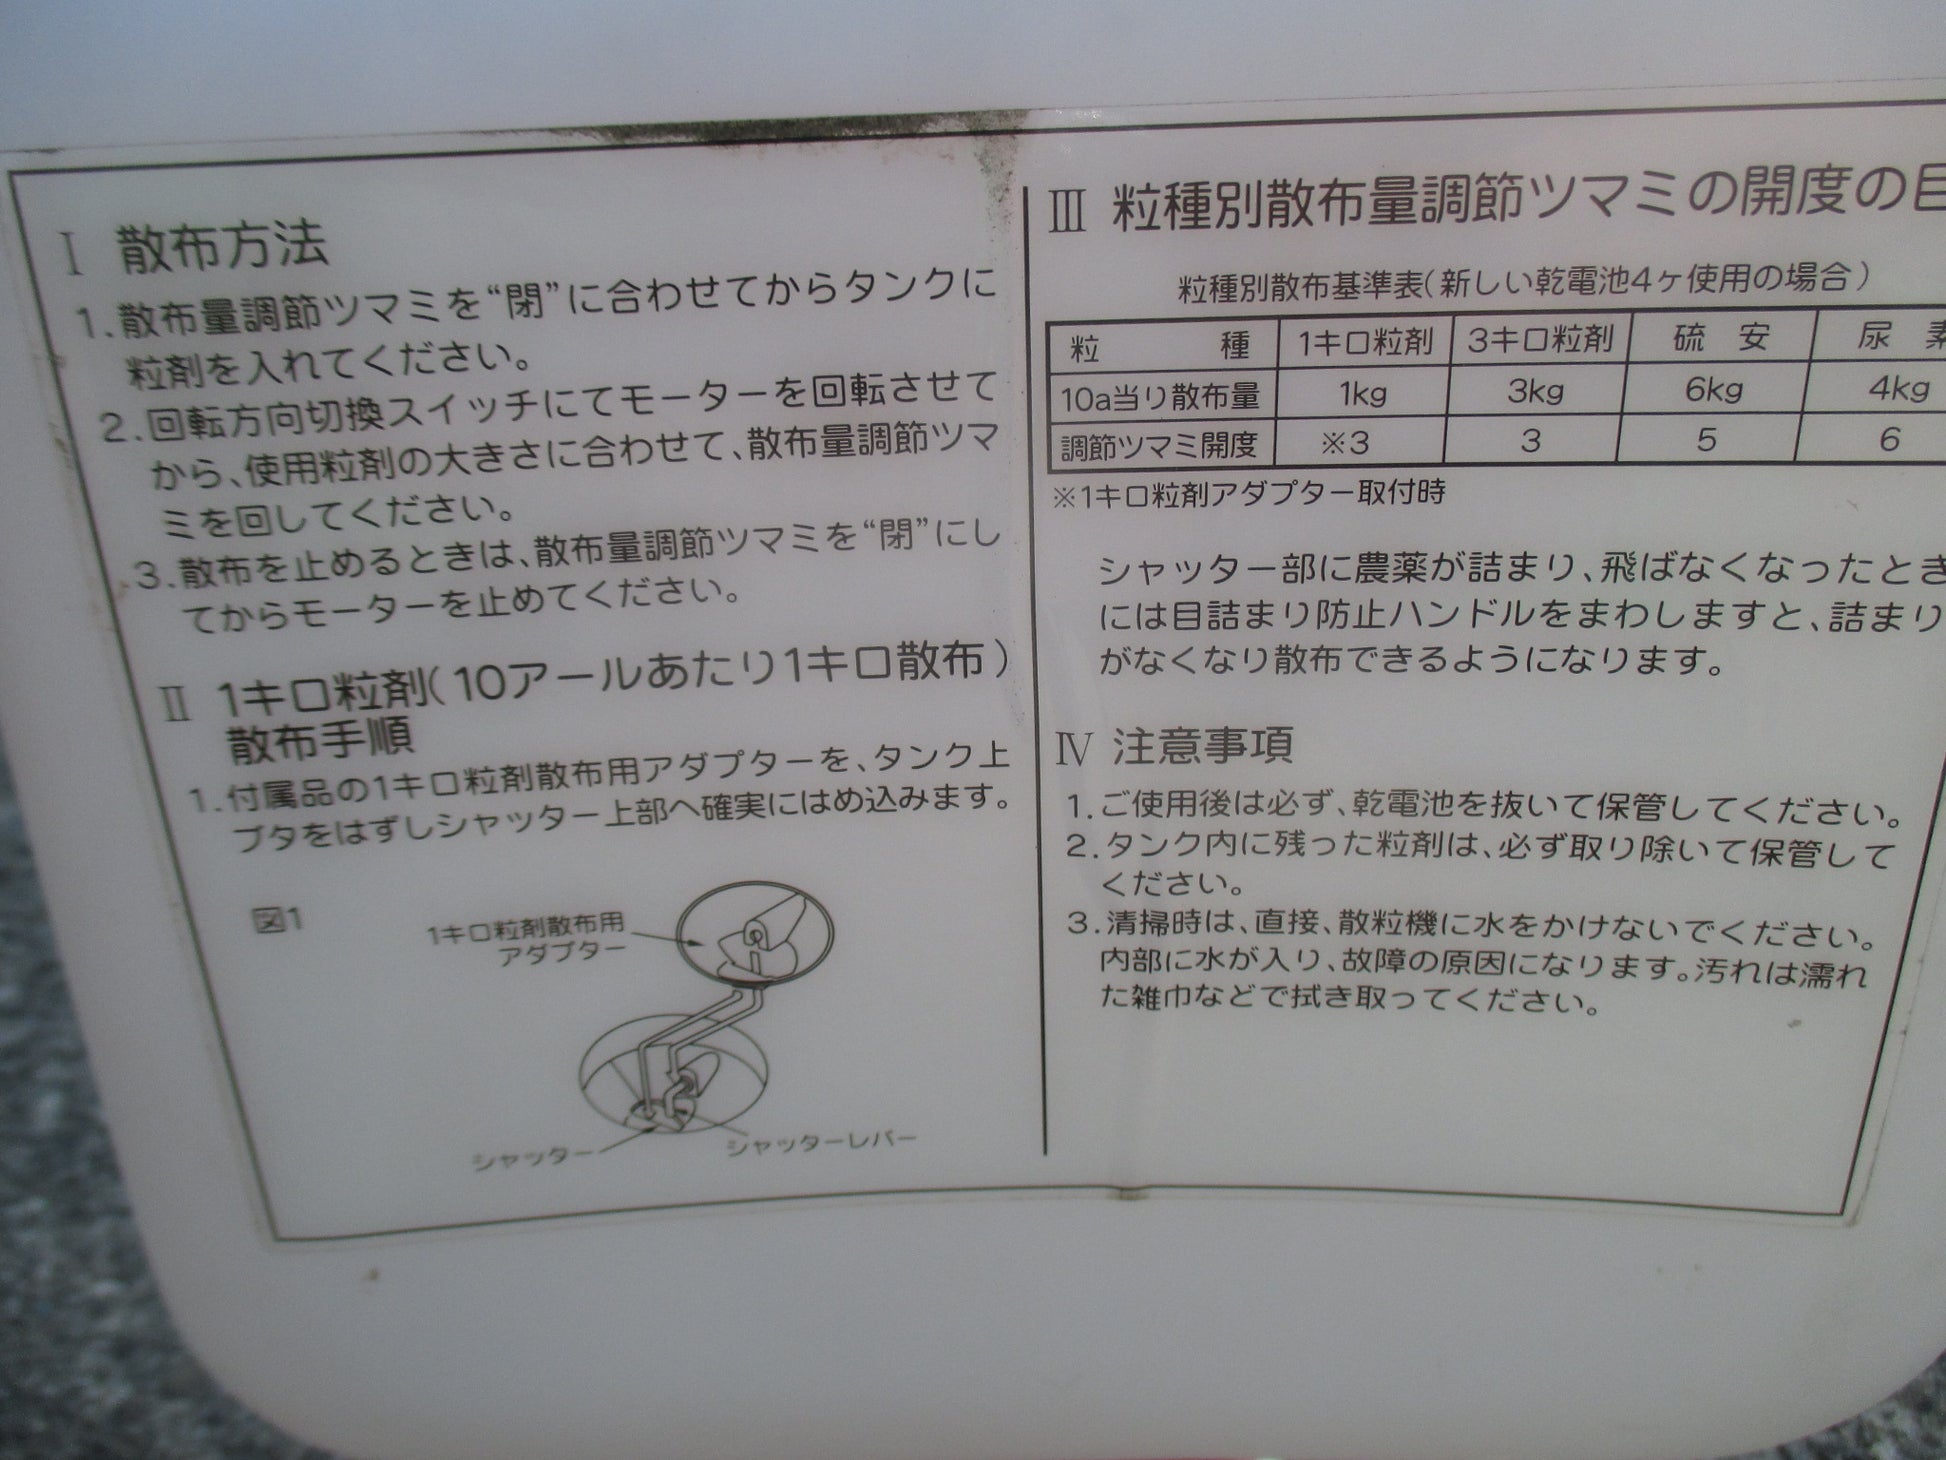 Ⅰ 散布方法
1.散布量調節ツマミを“閉”に合わせてからタンクに
粒剤を入れてください。
2.回転方向切換スイッチにてモーターを回転させて
から、使用粒剤の大きさに合わせて、散布量調節ツマ
ミを回してください。
3.散布を止めるときは、散布量調節ツマミを“閉”にし
てからモーターを止めてください。
Ⅱ 1キロ粒剤(10アールあたり1キロ散布)
散布手順
1.付属品の1キロ粒剤散布用アダプターを、タンク上
ブタをはずしシャッター上部へ確実にはめ込みます。
図1
1キロ粒剤散布用
アダプター
シャッター
シャッターレバー
Ⅲ 粒種別散布量調節ツマミの開度の目
粒種別散布基準表(新しい乾電池4ヶ使用の場合)
粒 種 1キロ粒剤 3キロ粒剤 硫 安 尿 素
10a当り散布量 1kg 3kg 6kg 4kg
調節ツマミ開度 ※3 3 5 6
※1キロ粒剤アダプター取付時
シャッター部に農薬が詰まり、飛ばなくなったとき
には目詰まり防止ハンドルをまわしますと、詰まり
がなくなり散布できるようになります。
Ⅳ 注意事項
1.ご使用後は必ず、乾電池を抜いて保管してください。
2.タンク内に残った粒剤は、必ず取り除いて保管して
ください。
3.清掃時は、直接、散粒機に水をかけないでください。
内部に水が入り、故障の原因になります。汚れは濡れ
た雑巾などで拭き取ってください。